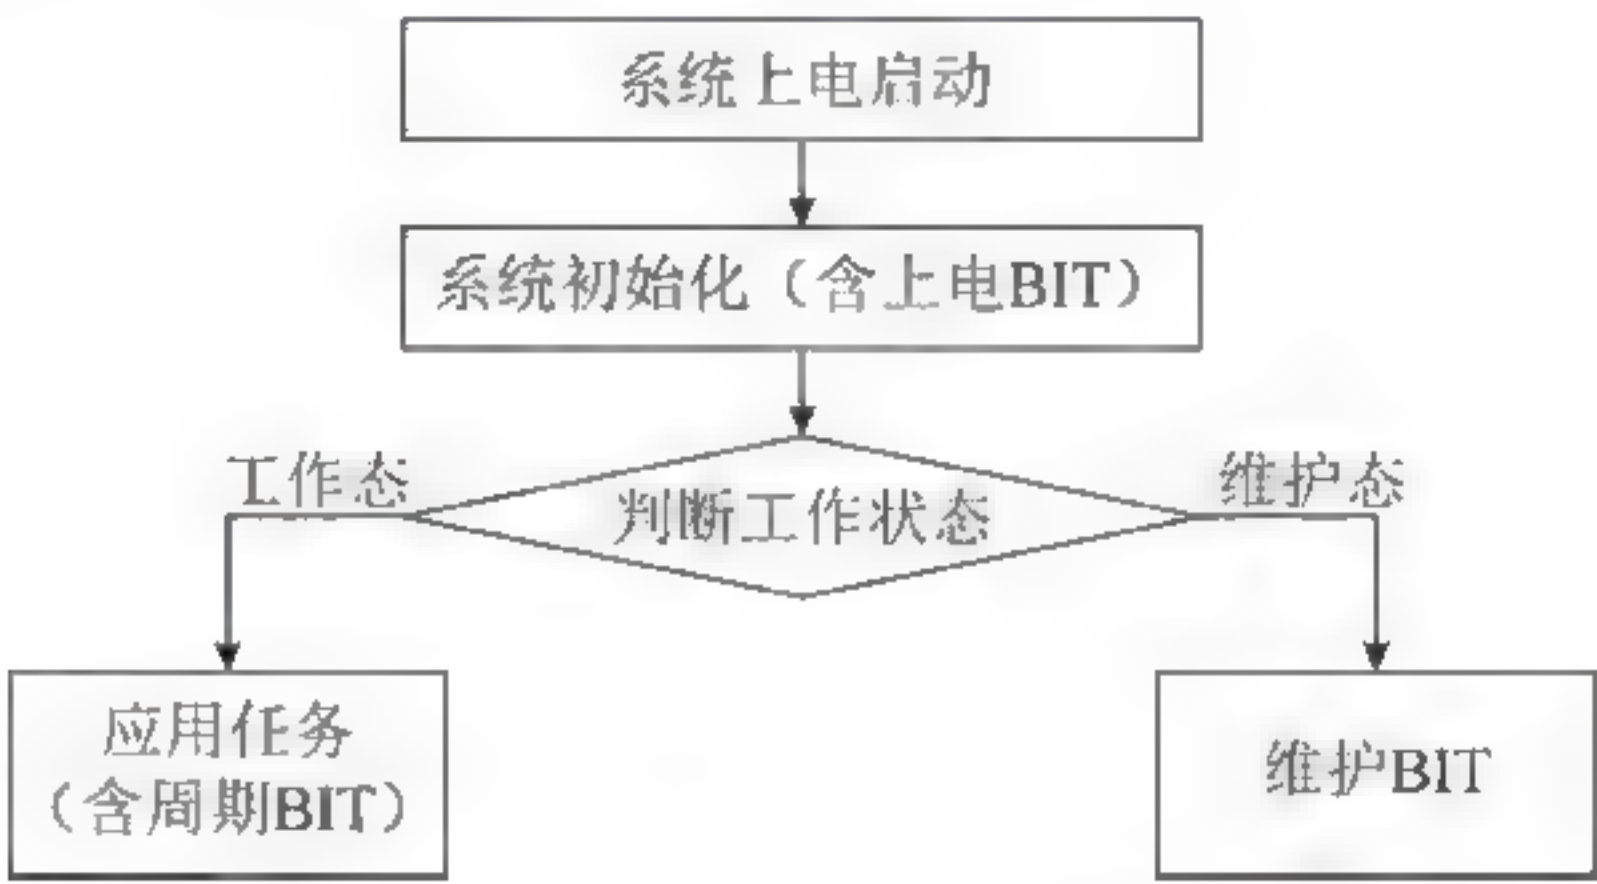 系统上电启动
系统初始化（含上电BIT）
工作态
判断工作状态
维护态
应用任务
（含周期BIT）
维护BIT